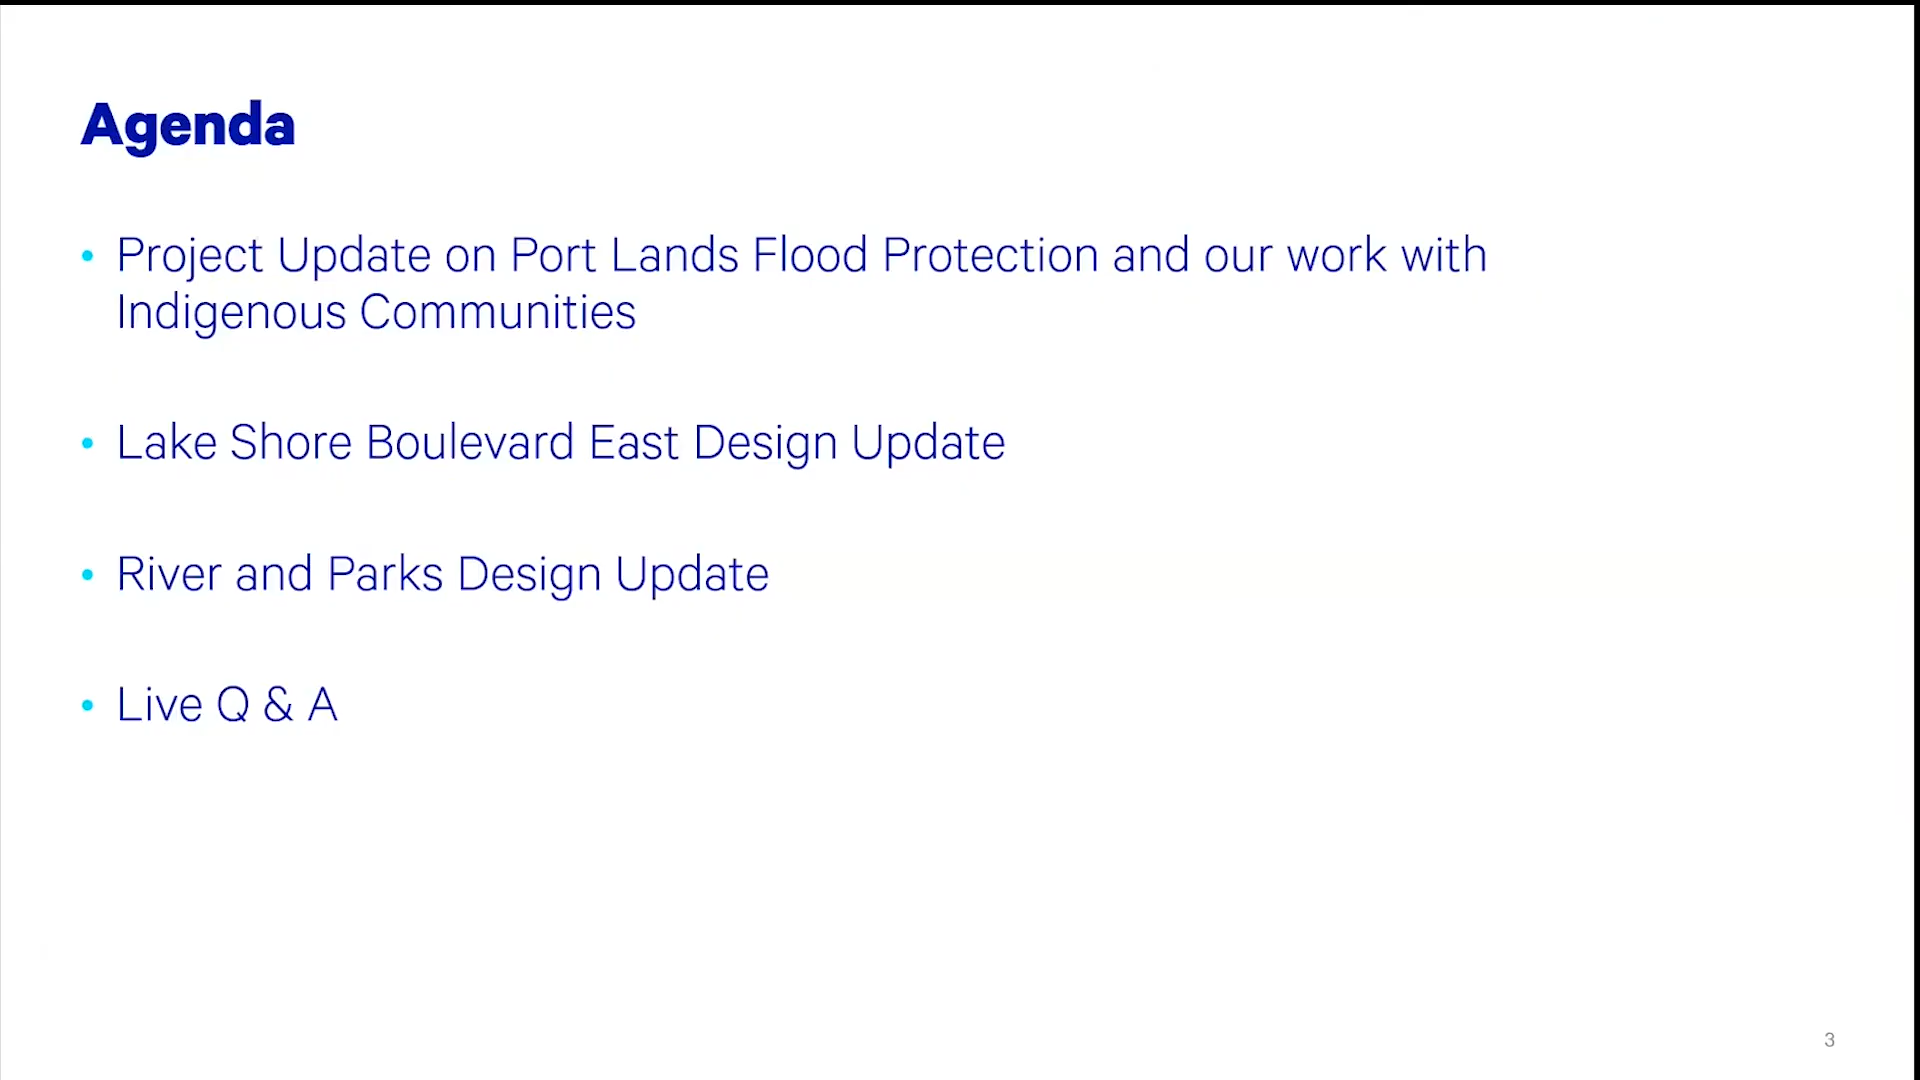 Agenda
• Project Update on Port Lands Flood Protection and our work with
Indigenous Communities
• Lake Shore Boulevard East Design Update
• River and Parks Design Update
• Live Q & A
3